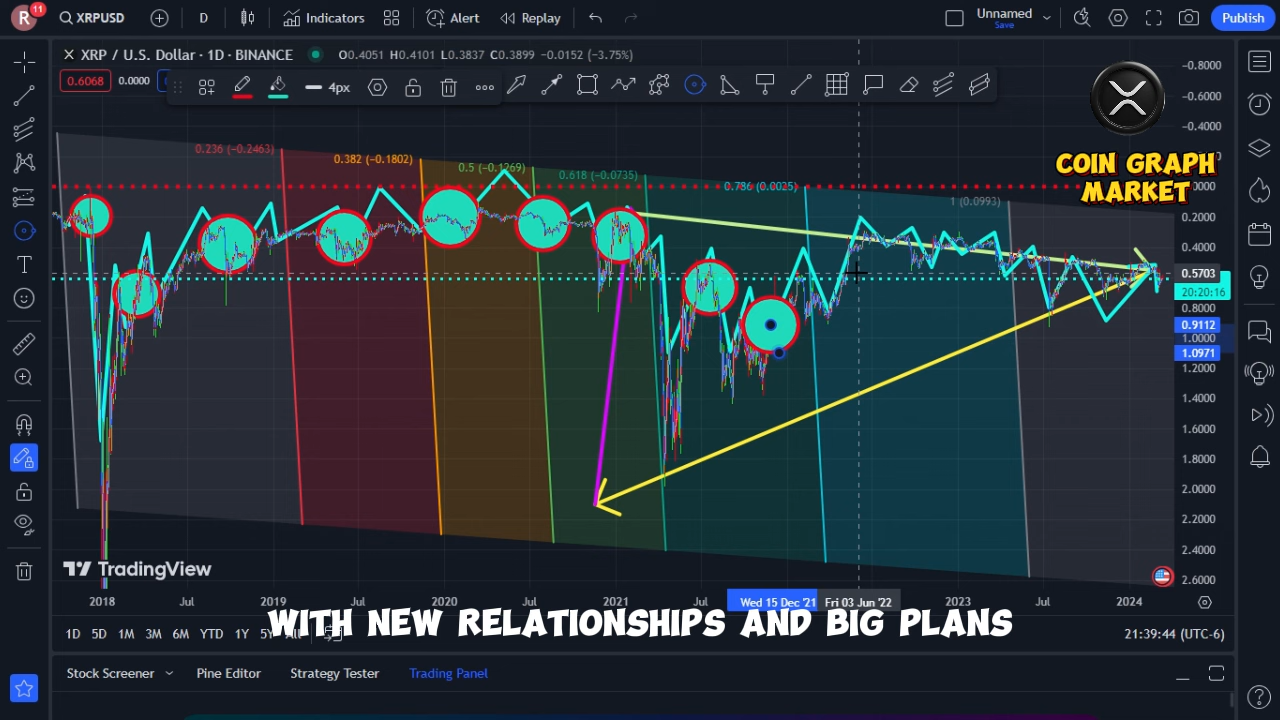 R 11 XRPUSD D Indicators Alert Replay Unnamed Save Publish
XRP / U.S. Dollar · 1D · BINANCE O0.4051 H0.4101 L0.3837 C0.3899 −0.0152 (−3.75%)
0.6068 0.0000 4px
COIN GRAPH
MARKET
0.236 (−0.2463)
0.382 (−0.1802)
0.5 (−0.1269)
0.618 (−0.0735)
0.786 (0.0025)
1 (0.0993)
−0.8000
−0.6000
−0.4000
0.2000
0.4000
0.5703
20:20:16
0.8000
0.9112
1.0000
1.0971
1.2000
1.4000
1.6000
1.8000
2.0000
2.2000
2.4000
2.6000
TradingView
2018 Jul 2019 Jul 2020 Jul 2021 Jul Wed 15 Dec '21 Fri 03 Jun '22 2023 Jul 2024
WITH NEW RELATIONSHIPS AND BIG PLANS
1D 5D 1M 3M 6M YTD 1Y 5Y 21:39:44 (UTC-6)
Stock Screener Pine Editor Strategy Tester Trading Panel